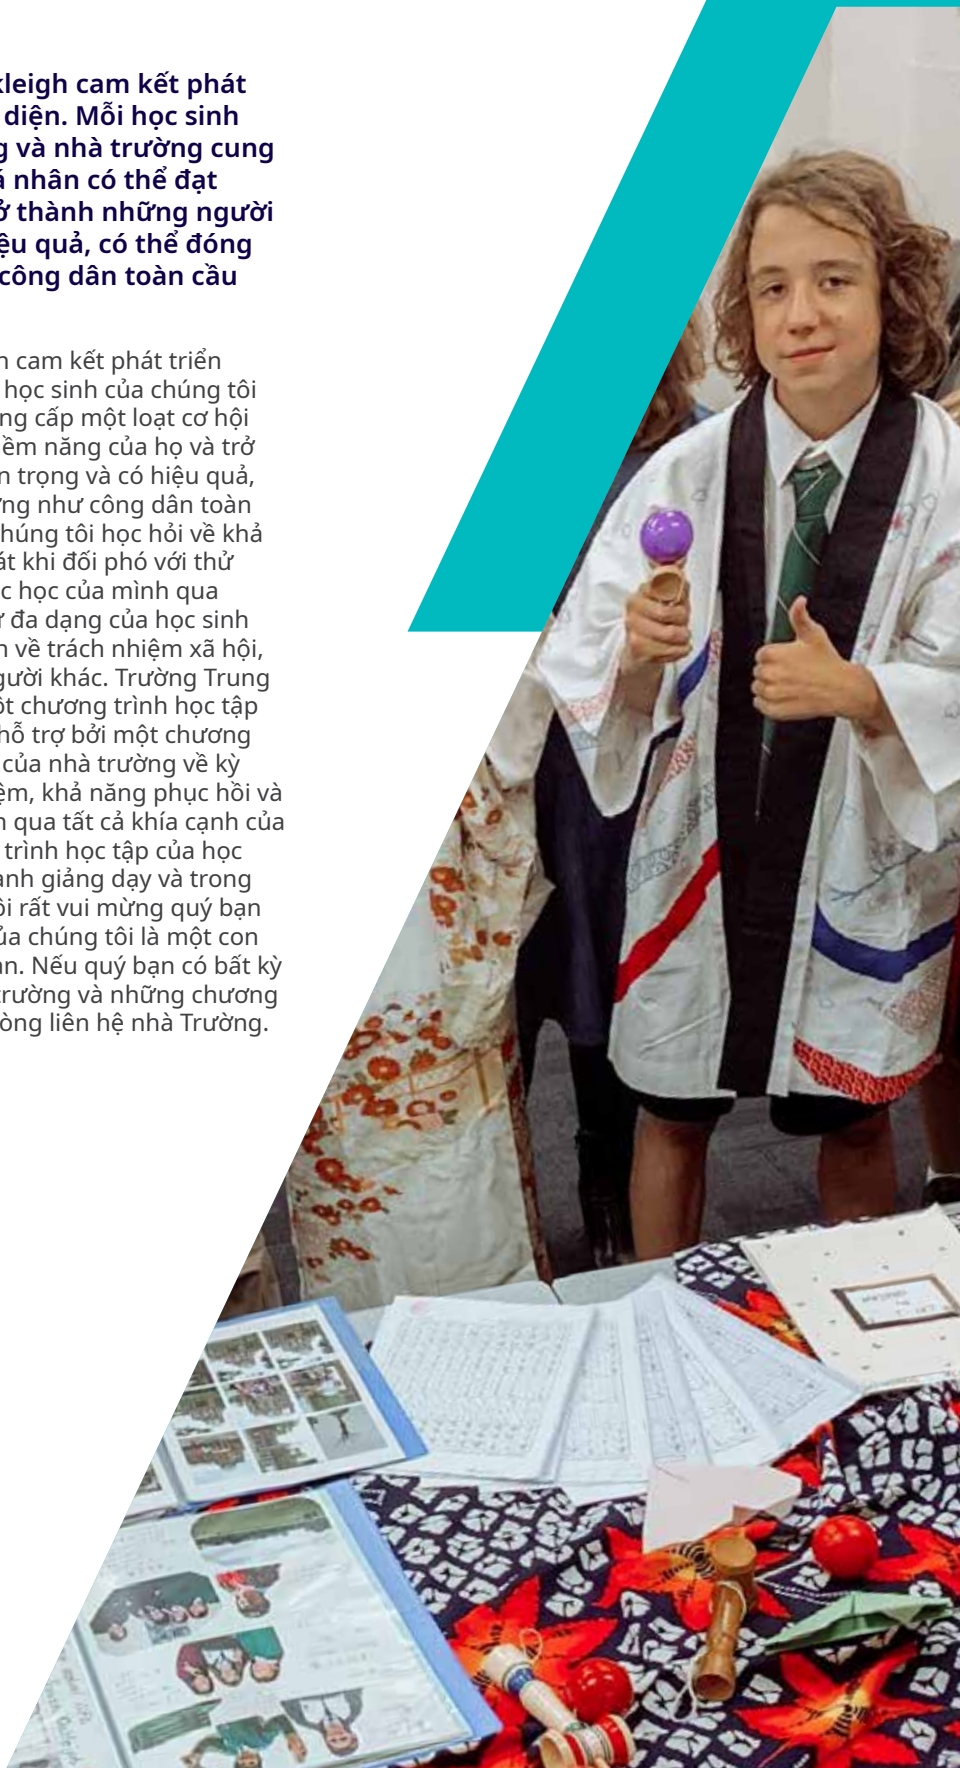 kleigh cam kết phát
diện. Mỗi học sinh
g và nhà trường cung
á nhân có thể đạt
ở thành những người
ệu quả, có thể đóng
công dân toàn cầu
h cam kết phát triển
học sinh của chúng tôi
ng cấp một loạt cơ hội
ềm năng của họ và trở
n trọng và có hiệu quả,
ng như công dân toàn
húng tôi học hỏi về khả
át khi đối phó với thử
c học của mình qua
ự đa dạng của học sinh
n về trách nhiệm xã hội,
gười khác. Trường Trung
ột chương trình học tập
hỗ trợ bởi một chương
của nhà trường về kỳ
ệm, khả năng phục hồi và
n qua tất cả khía cạnh của
trình học tập của học
ành giảng dạy và trong
ôi rất vui mừng quý bạn
ủa chúng tôi là một con
an. Nếu quý bạn có bất kỳ
trường và những chương
lòng liên hệ nhà Trường.